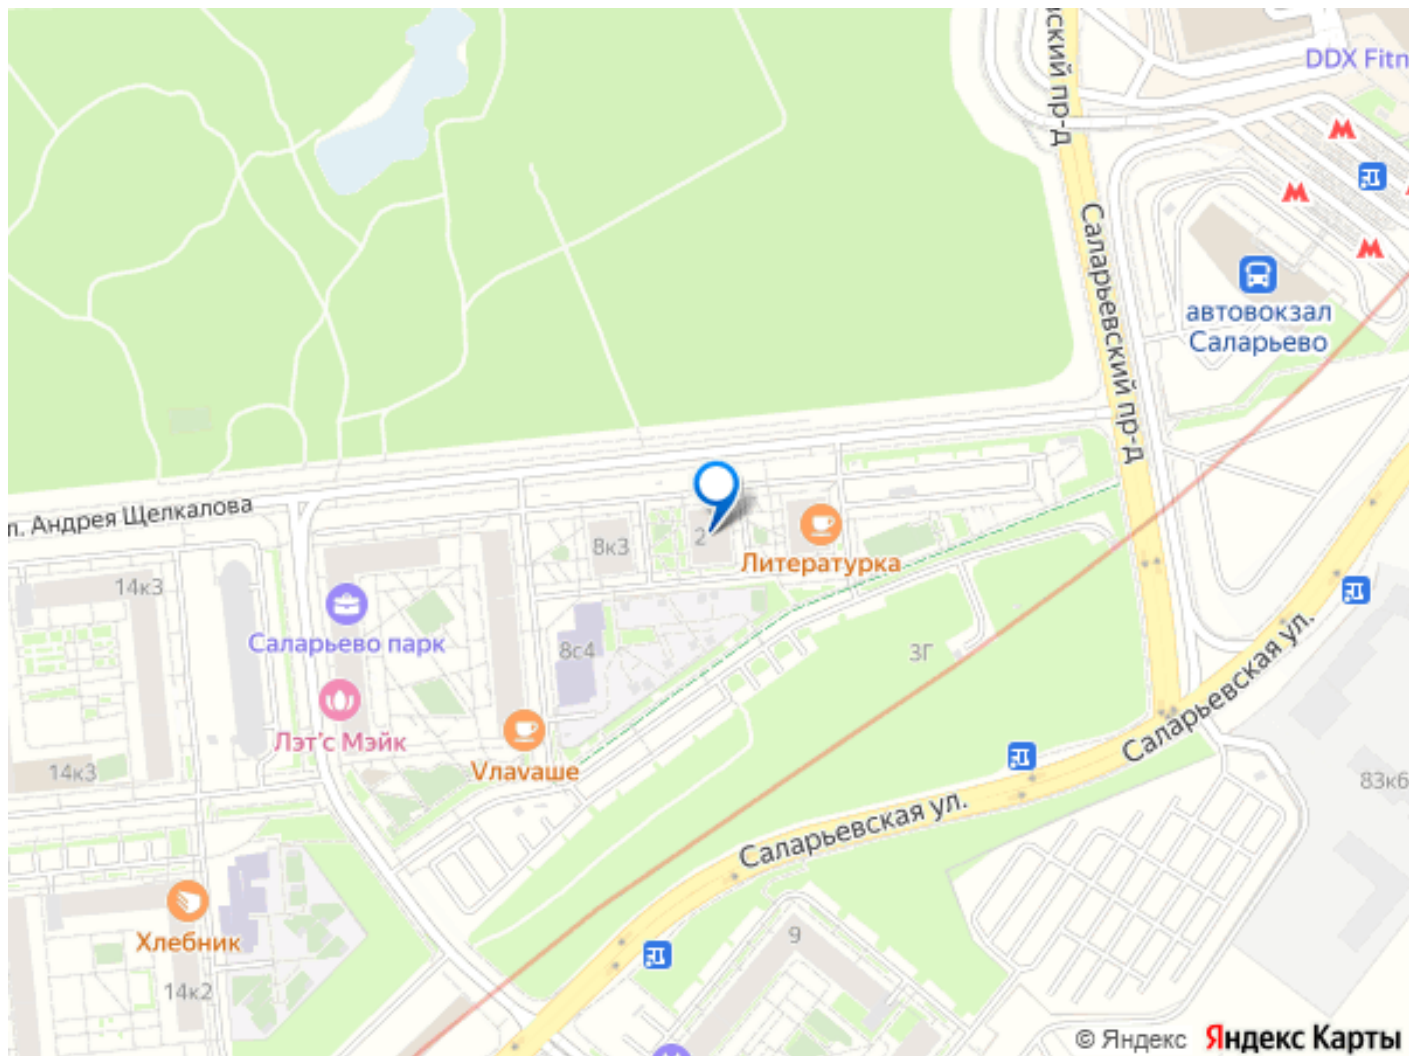 DDX Fitn
ский пр-д
Саларьевский пр-д
автовокзал
Саларьево
л. Андрея Щелкалова
2
8к3
Литературка
14к3
Саларьево парк
8с4
3Г
Лэт'с Мэйк
14к3
Vлаvаше
Саларьевская ул.
83к6
Саларьевская ул.
Хлебник
9
14к2
© Яндекс Яндекс Карты